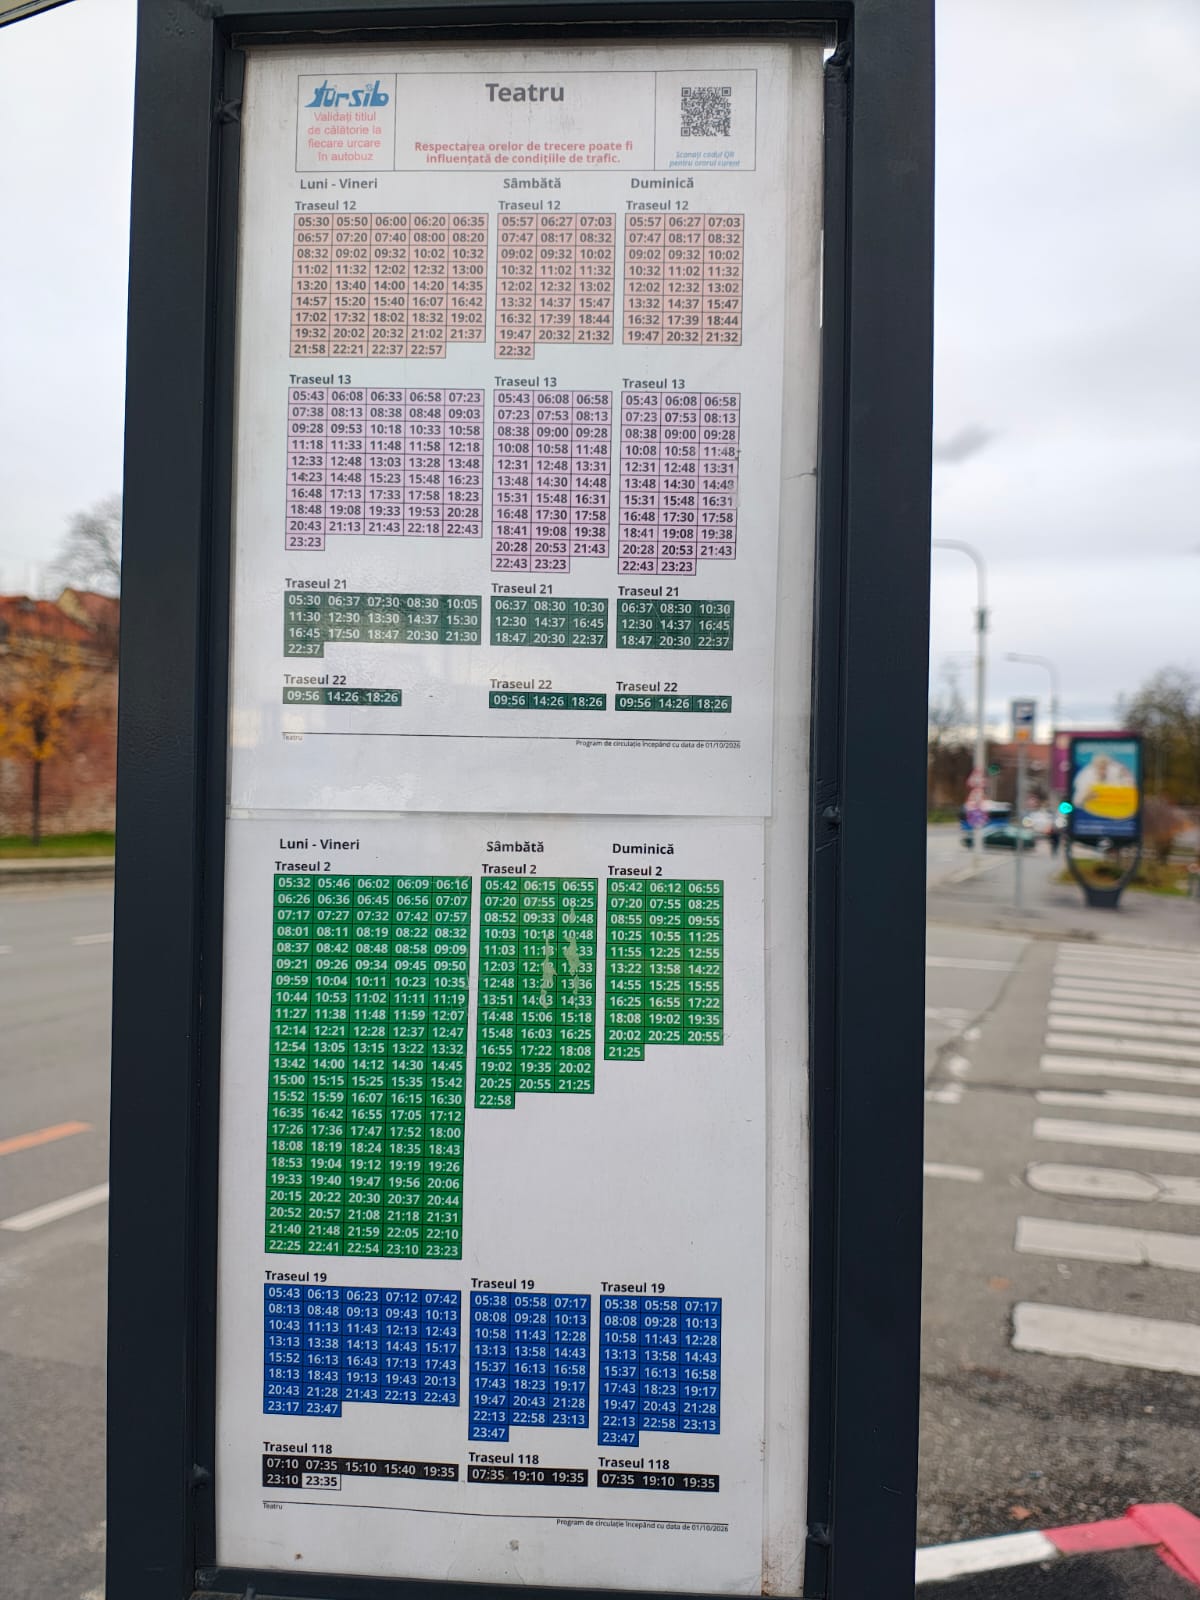 tursib
Validați titlul
de călătorie la
fiecare urcare
în autobuz
Teatru
Respectarea orelor de trecere poate fi
influențată de condițiile de trafic.
Scanați codul QR
pentru orarul curent
Luni - Vineri
Traseul 12
05:30 05:50 06:00 06:20 06:35
06:57 07:20 07:40 08:00 08:20
08:32 09:02 09:32 10:02 10:32
11:02 11:32 12:02 12:32 13:00
13:20 13:40 14:00 14:20 14:35
14:57 15:20 15:40 16:07 16:42
17:02 17:32 18:02 18:32 19:02
19:32 20:02 20:32 21:02 21:37
21:58 22:21 22:37 22:57
Sâmbătă
Traseul 12
05:57 06:27 07:03
07:47 08:17 08:32
09:02 09:32 10:02
10:32 11:02 11:32
12:02 12:32 13:02
13:32 14:37 15:47
16:32 17:39 18:44
19:47 20:32 21:32
22:32
Duminică
Traseul 12
05:57 06:27 07:03
07:47 08:17 08:32
09:02 09:32 10:02
10:32 11:02 11:32
12:02 12:32 13:02
13:32 14:37 15:47
16:32 17:39 18:44
19:47 20:32 21:32
Traseul 13
05:43 06:08 06:33 06:58 07:23
07:38 08:13 08:38 08:48 09:03
09:28 09:53 10:18 10:33 10:58
11:18 11:33 11:48 11:58 12:18
12:33 12:48 13:03 13:28 13:48
14:23 14:48 15:23 15:48 16:23
16:48 17:13 17:33 17:58 18:23
18:48 19:08 19:33 19:53 20:28
20:43 21:13 21:43 22:18 22:43
23:23
Traseul 13
05:43 06:08 06:58
07:23 07:53 08:13
08:38 09:00 09:28
10:08 10:58 11:48
12:31 12:48 13:31
13:48 14:30 14:48
15:31 15:48 16:31
16:48 17:30 17:58
18:41 19:08 19:38
20:28 20:53 21:43
22:43 23:23
Traseul 13
05:43 06:08 06:58
07:23 07:53 08:13
08:38 09:00 09:28
10:08 10:58 11:48
12:31 12:48 13:31
13:48 14:30 14:48
15:31 15:48 16:31
16:48 17:30 17:58
18:41 19:08 19:38
20:28 20:53 21:43
22:43 23:23
Traseul 21
05:30 06:37 07:30 08:30 10:05
11:30 12:30 13:30 14:37 15:30
16:45 17:50 18:47 20:30 21:30
22:37
Traseul 21
06:37 08:30 10:30
12:30 14:37 16:45
18:47 20:30 22:37
Traseul 21
06:37 08:30 10:30
12:30 14:37 16:45
18:47 20:30 22:37
Traseul 22
09:56 14:26 18:26
Traseul 22
09:56 14:26 18:26
Traseul 22
09:56 14:26 18:26
Teatru
Program de circulație începând cu data de 01/10/2026
Luni - Vineri
Traseul 2
05:32 05:46 06:02 06:09 06:16
06:26 06:36 06:45 06:56 07:07
07:17 07:27 07:32 07:42 07:57
08:01 08:11 08:19 08:22 08:32
08:37 08:42 08:48 08:58 09:09
09:21 09:26 09:34 09:45 09:50
09:59 10:04 10:11 10:23 10:35
10:44 10:53 11:02 11:11 11:19
11:27 11:38 11:48 11:59 12:07
12:14 12:21 12:28 12:37 12:47
12:54 13:05 13:15 13:22 13:32
13:42 14:00 14:12 14:30 14:45
15:00 15:15 15:25 15:35 15:42
15:52 15:59 16:07 16:15 16:30
16:35 16:42 16:55 17:05 17:12
17:26 17:36 17:47 17:52 18:00
18:08 18:19 18:24 18:35 18:43
18:53 19:04 19:12 19:19 19:26
19:33 19:40 19:47 19:56 20:06
20:15 20:22 20:30 20:37 20:44
20:52 20:57 21:08 21:18 21:31
21:40 21:48 21:59 22:05 22:10
22:25 22:41 22:54 23:10 23:23
Sâmbătă
Traseul 2
05:42 06:15 06:55
07:20 07:55 08:25
08:52 09:33 09:48
10:03 10:18 10:48
11:03
12:03
12:48 13:36
13:51 14:33
14:48 15:06 15:18
15:48 16:03 16:25
16:55 17:22 18:08
19:02 19:35 20:02
20:25 20:55 21:25
22:58
Duminică
Traseul 2
05:42 06:12 06:55
07:20 07:55 08:25
08:55 09:25 09:55
10:25 10:55 11:25
11:55 12:25 12:55
13:22 13:58 14:22
14:55 15:25 15:55
16:25 16:55 17:22
18:08 19:02 19:35
20:02 20:25 20:55
21:25
Traseul 19
05:43 06:13 06:23 07:12 07:42
08:13 08:48 09:13 09:43 10:13
10:43 11:13 11:43 12:13 12:43
13:13 13:38 14:13 14:43 15:17
15:52 16:13 16:43 17:13 17:43
18:13 18:43 19:13 19:43 20:13
20:43 21:28 21:43 22:13 22:43
23:17 23:47
Traseul 19
05:38 05:58 07:17
08:08 09:28 10:13
10:58 11:43 12:28
13:13 13:58 14:43
15:37 16:13 16:58
17:43 18:23 19:17
19:47 20:43 21:28
22:13 22:58 23:13
23:47
Traseul 19
05:38 05:58 07:17
08:08 09:28 10:13
10:58 11:43 12:28
13:13 13:58 14:43
15:37 16:13 16:58
17:43 18:23 19:17
19:47 20:43 21:28
22:13 22:58 23:13
23:47
Traseul 118
07:10 07:35 15:10 15:40 19:35
23:10 23:35
Traseul 118
07:35 19:10 19:35
Traseul 118
07:35 19:10 19:35
Teatru
Program de circulație începând cu data de 01/10/2026